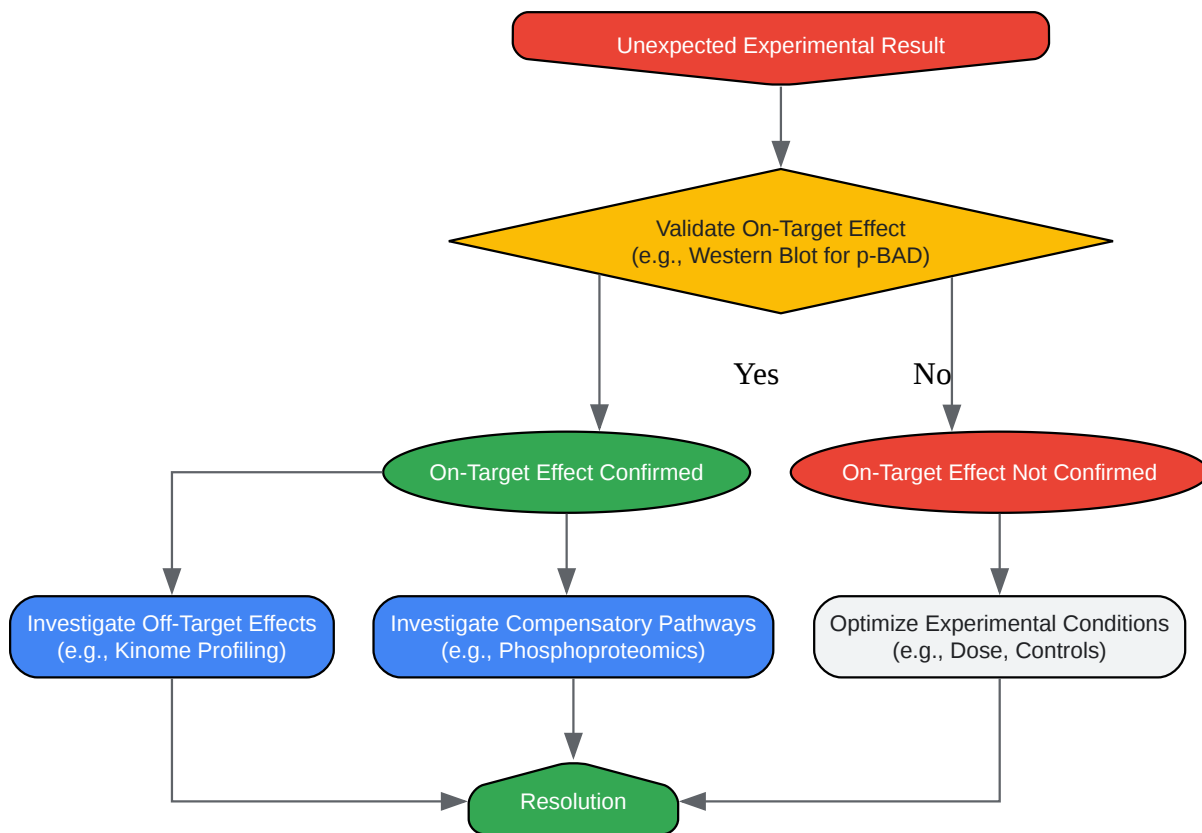 Unexpected Experimental Result
Validate On-Target Effect
(e.g., Western Blot for p-BAD)
Yes
No
On-Target Effect Confirmed
On-Target Effect Not Confirmed
Investigate Off-Target Effects
(e.g., Kinome Profiling)
Investigate Compensatory Pathways
(e.g., Phosphoproteomics)
Optimize Experimental Conditions
(e.g., Dose, Controls)
Resolution